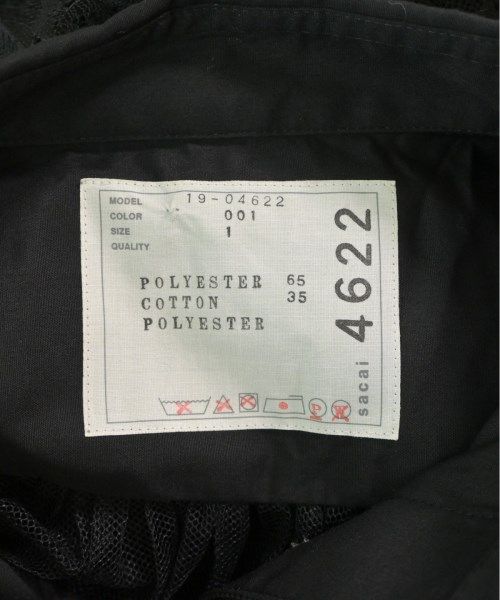 MODEL 19-04622
COLOR 001
SIZE 1
QUALITY
POLYESTER 65
COTTON 35
POLYESTER
P W
sacai 4622